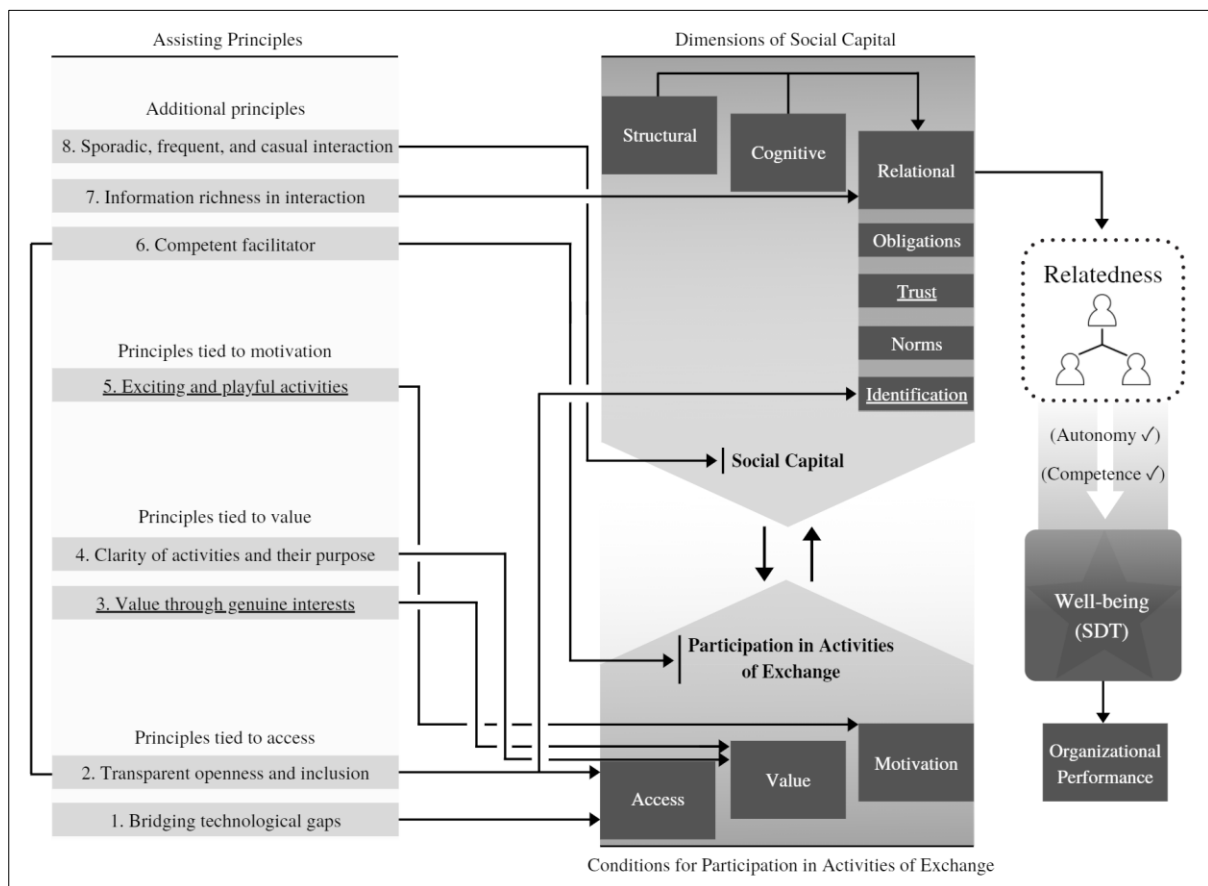 Assisting Principles
Additional principles
8. Sporadic, frequent, and casual interaction
7. Information richness in interaction
6. Competent facilitator
Principles tied to motivation
5. Exciting and playful activities
Principles tied to value
4. Clarity of activities and their purpose
3. Value through genuine interests
Principles tied to access
2. Transparent openness and inclusion
1. Bridging technological gaps
Dimensions of Social Capital
Structural
Cognitive
Relational
Obligations
Trust
Norms
Identification
Social Capital
Participation in Activities
of Exchange
Access
Value
Motivation
Conditions for Participation in Activities of Exchange
Relatedness
(Autonomy ✓)
(Competence ✓)
Well-being
(SDT)
Organizational
Performance